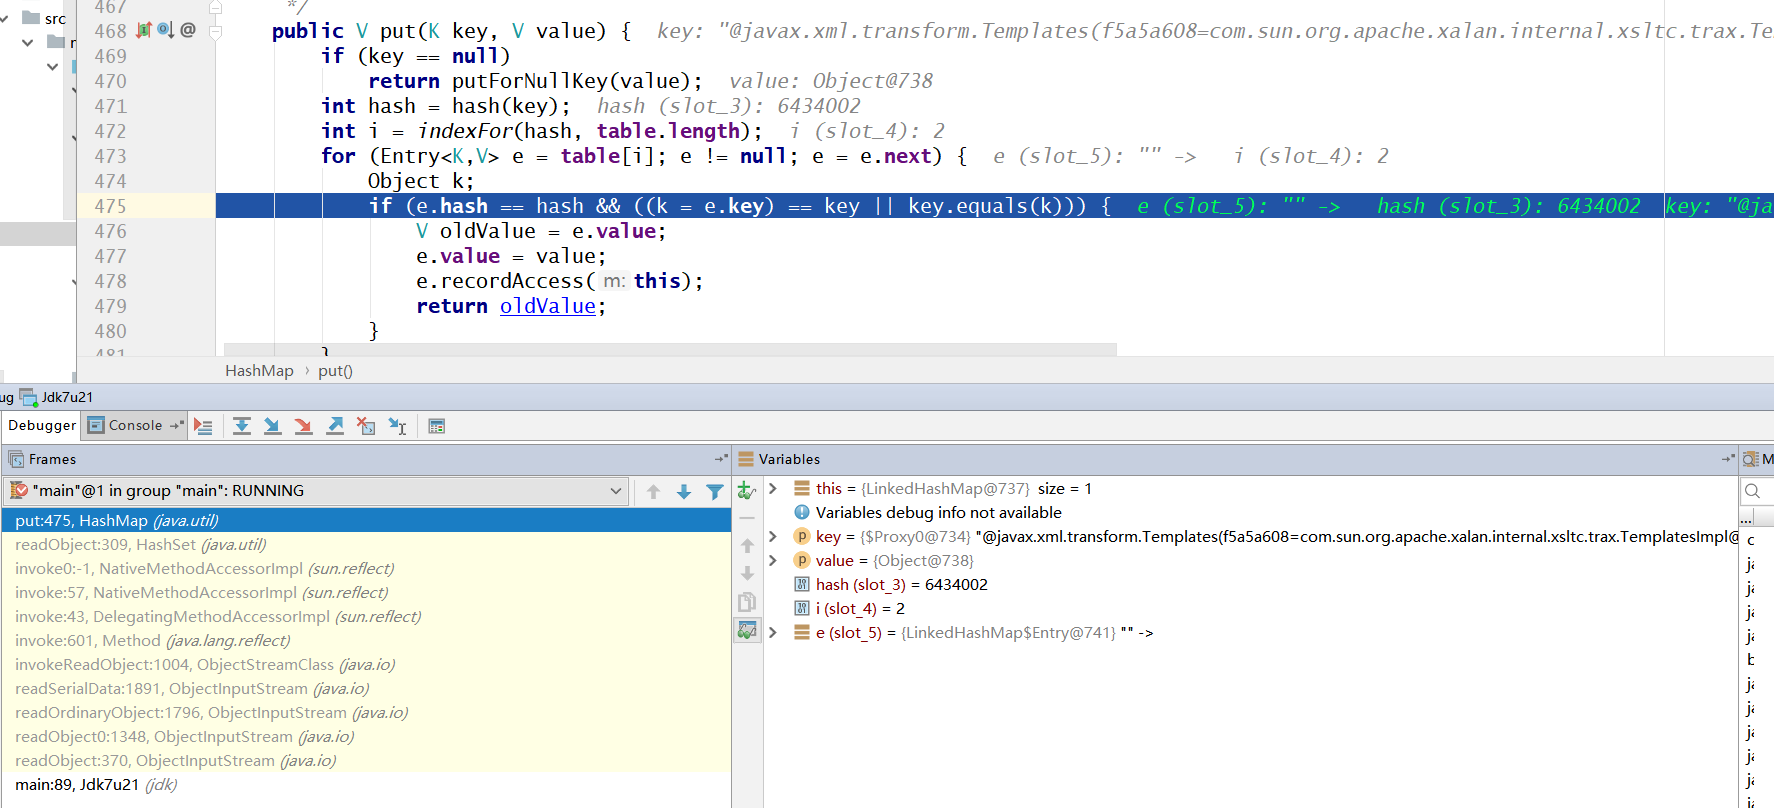 467 */
src
468 public V put(K key, V value) { key: "@javax.xml.transform.Templates(f5a5a608=com.sun.org.apache.xalan.internal.xsltc.trax.Te
469 if (key == null)
470 return putForNullKey(value); value: Object@738
471 int hash = hash(key); hash (slot_3): 6434002
472 int i = indexFor(hash, table.length); i (slot_4): 2
473 for (Entry<K,V> e = table[i]; e != null; e = e.next) { e (slot_5): "" -> i (slot_4): 2
474 Object k;
475 if (e.hash == hash && ((k = e.key) == key || key.equals(k))) { e (slot_5): "" -> hash (slot_3): 6434002 key: "@ja
476 V oldValue = e.value;
477 e.value = value;
478 e.recordAccess( m: this);
479 return oldValue;
480 }
481 }
HashMap › put()
ug Jdk7u21
Debugger Console
Frames
"main"@1 in group "main": RUNNING
put:475, HashMap (java.util)
readObject:309, HashSet (java.util)
invoke0:-1, NativeMethodAccessorImpl (sun.reflect)
invoke:57, NativeMethodAccessorImpl (sun.reflect)
invoke:43, DelegatingMethodAccessorImpl (sun.reflect)
invoke:601, Method (java.lang.reflect)
invokeReadObject:1004, ObjectStreamClass (java.io)
readSerialData:1891, ObjectInputStream (java.io)
readOrdinaryObject:1796, ObjectInputStream (java.io)
readObject0:1348, ObjectInputStream (java.io)
readObject:370, ObjectInputStream (java.io)
main:89, Jdk7u21 (jdk)
Variables
this = {LinkedHashMap@737} size = 1
Variables debug info not available
key = {$Proxy0@734} "@javax.xml.transform.Templates(f5a5a608=com.sun.org.apache.xalan.internal.xsltc.trax.TemplatesImpl@
value = {Object@738}
hash (slot_3) = 6434002
i (slot_4) = 2
e (slot_5) = {LinkedHashMap$Entry@741} "" ->
M
...